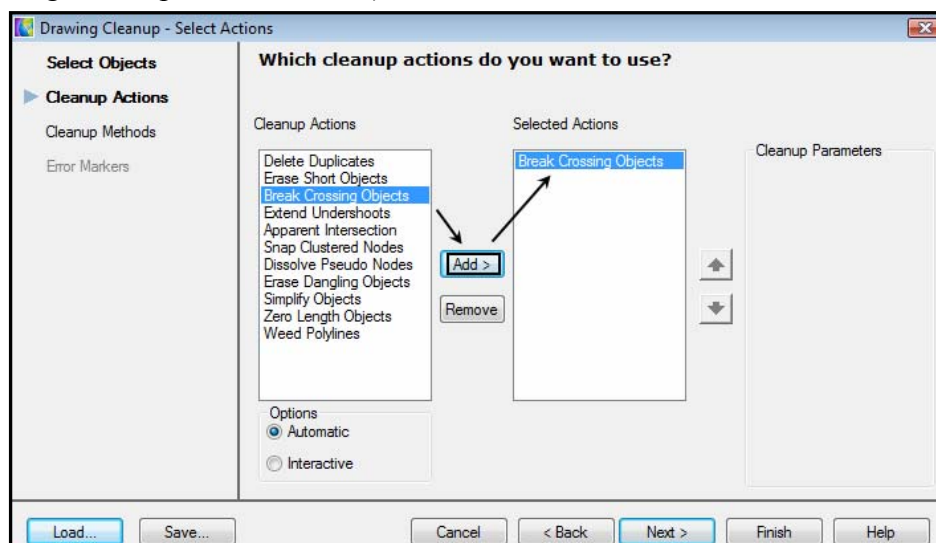 Drawing Cleanup - Select Actions
Select Objects
Cleanup Actions
Cleanup Methods
Error Markers
Which cleanup actions do you want to use?
Cleanup Actions
Delete Duplicates
Erase Short Objects
Break Crossing Objects
Extend Undershoots
Apparent Intersection
Snap Clustered Nodes
Dissolve Pseudo Nodes
Erase Dangling Objects
Simplify Objects
Zero Length Objects
Weed Polylines
Options
Automatic
Interactive
Add >
Remove
Selected Actions
Break Crossing Objects
Cleanup Parameters
Load... Save... Cancel < Back Next > Finish Help